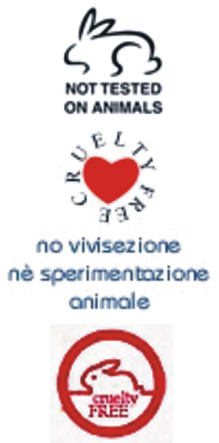 NOT TESTED
ON ANIMALS
CRUELTY FREE
no vivisezione
nè sperimentazione
animale
cruelty
FREE